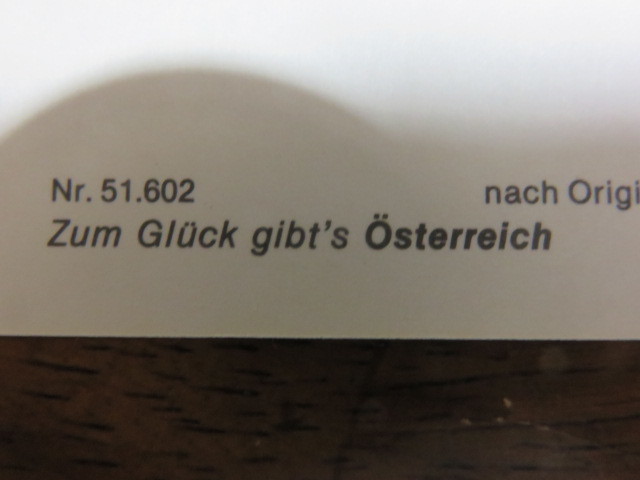 Nr. 51.602 nach Origi
Zum Glück gibt's Österreich